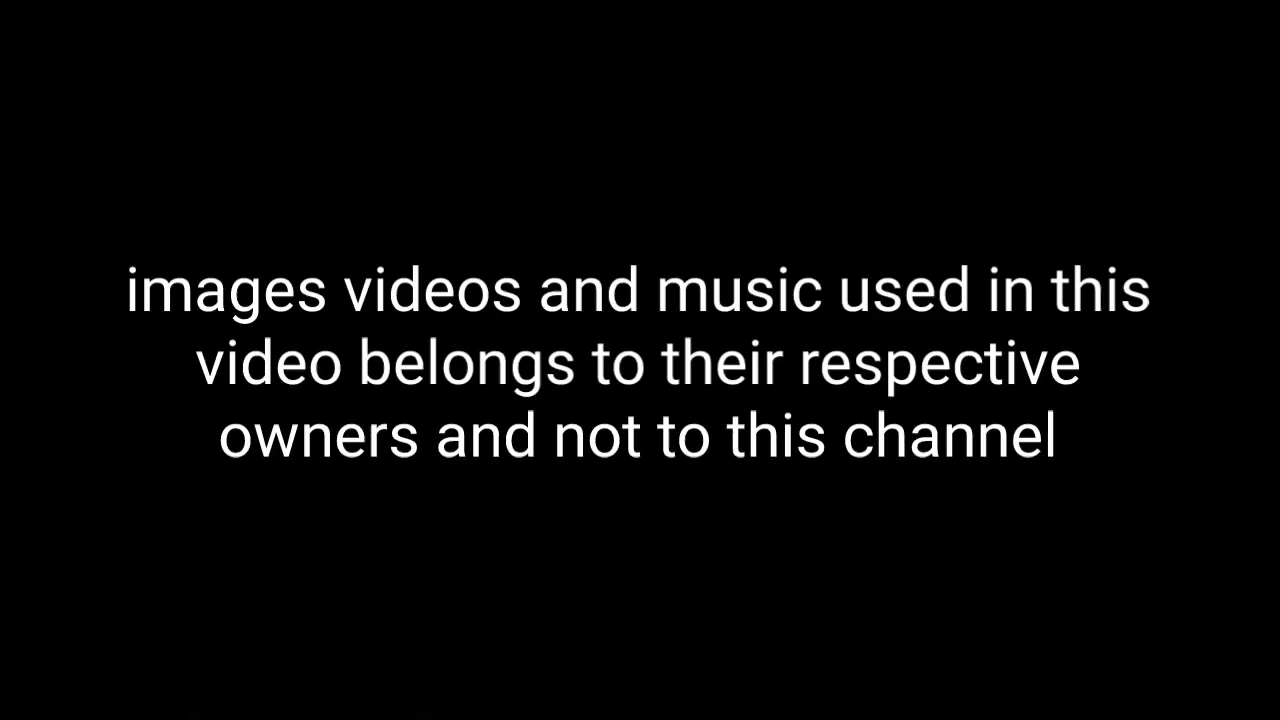 images videos and music used in this
video belongs to their respective
owners and not to this channel